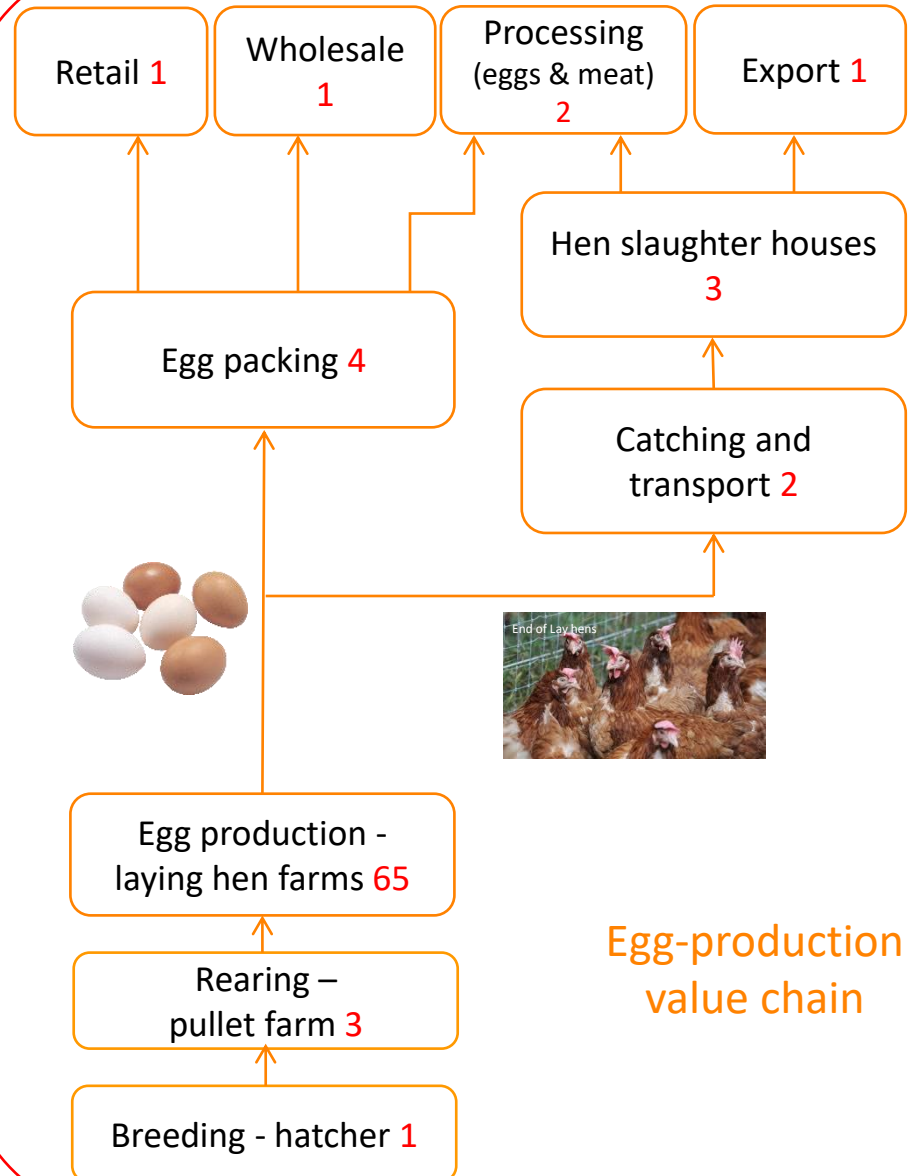 Retail 1
Wholesale
1
Processing
(eggs & meat)
2
Export 1
Hen slaughter houses
3
Egg packing 4
Catching and
transport 2
End of Lay hens
Egg production -
laying hen farms 65
Rearing –
pullet farm 3
Egg-production
value chain
Breeding - hatcher 1